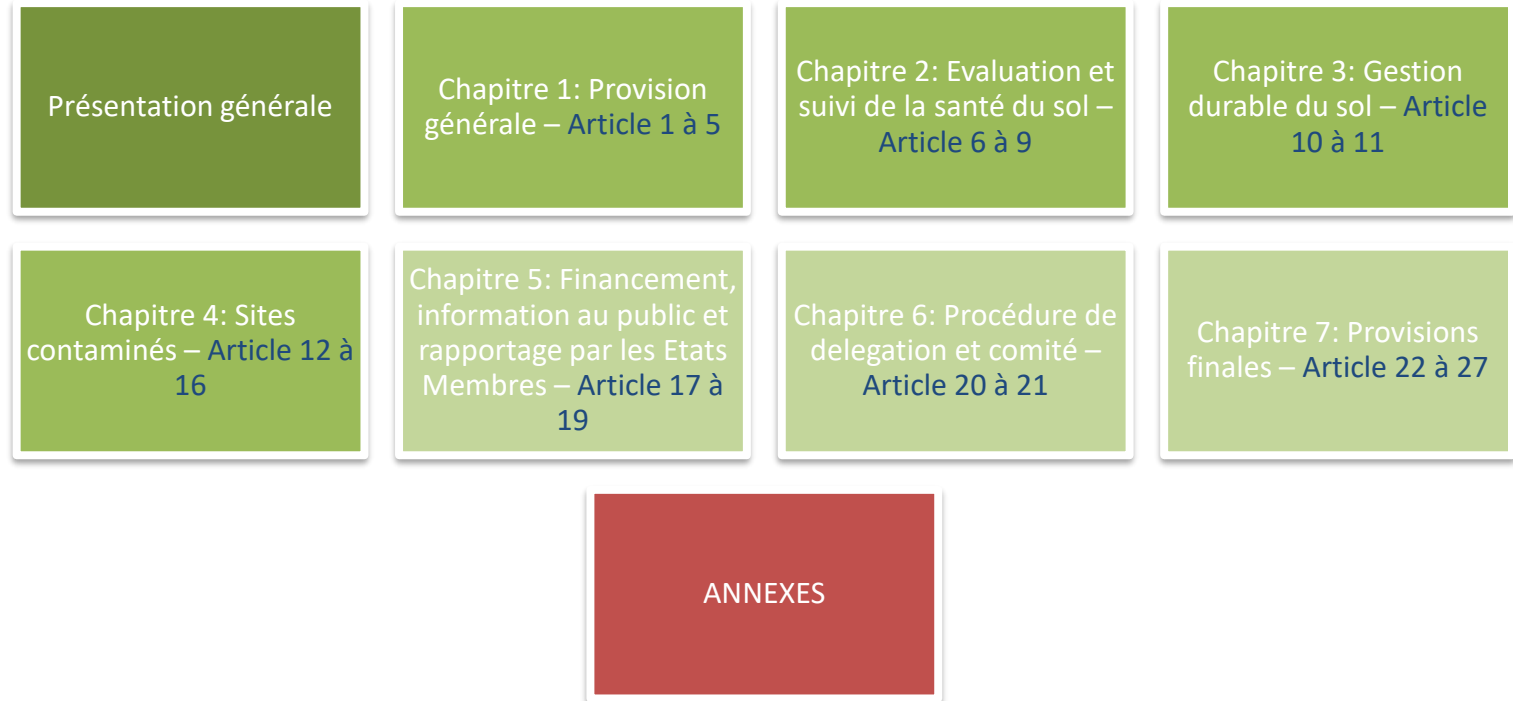 Présentation générale
Chapitre 1: Provision
générale – Article 1 à 5
Chapitre 2: Evaluation et
suivi de la santé du sol –
Article 6 à 9
Chapitre 3: Gestion
durable du sol – Article
10 à 11
Chapitre 4: Sites
contaminés – Article 12 à
16
Chapitre 5: Financement,
information au public et
rapportage par les Etats
Membres – Article 17 à
19
Chapitre 6: Procédure de
delegation et comité –
Article 20 à 21
Chapitre 7: Provisions
finales – Article 22 à 27
ANNEXES